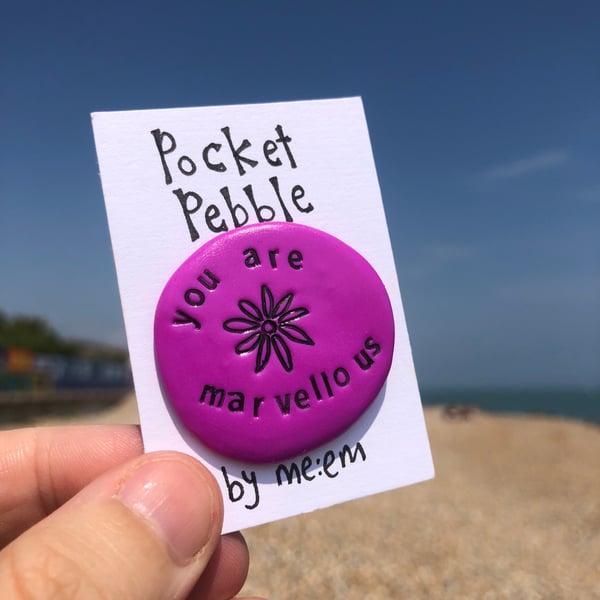 Pocket
Pebble
you are
marvellous
by me:em